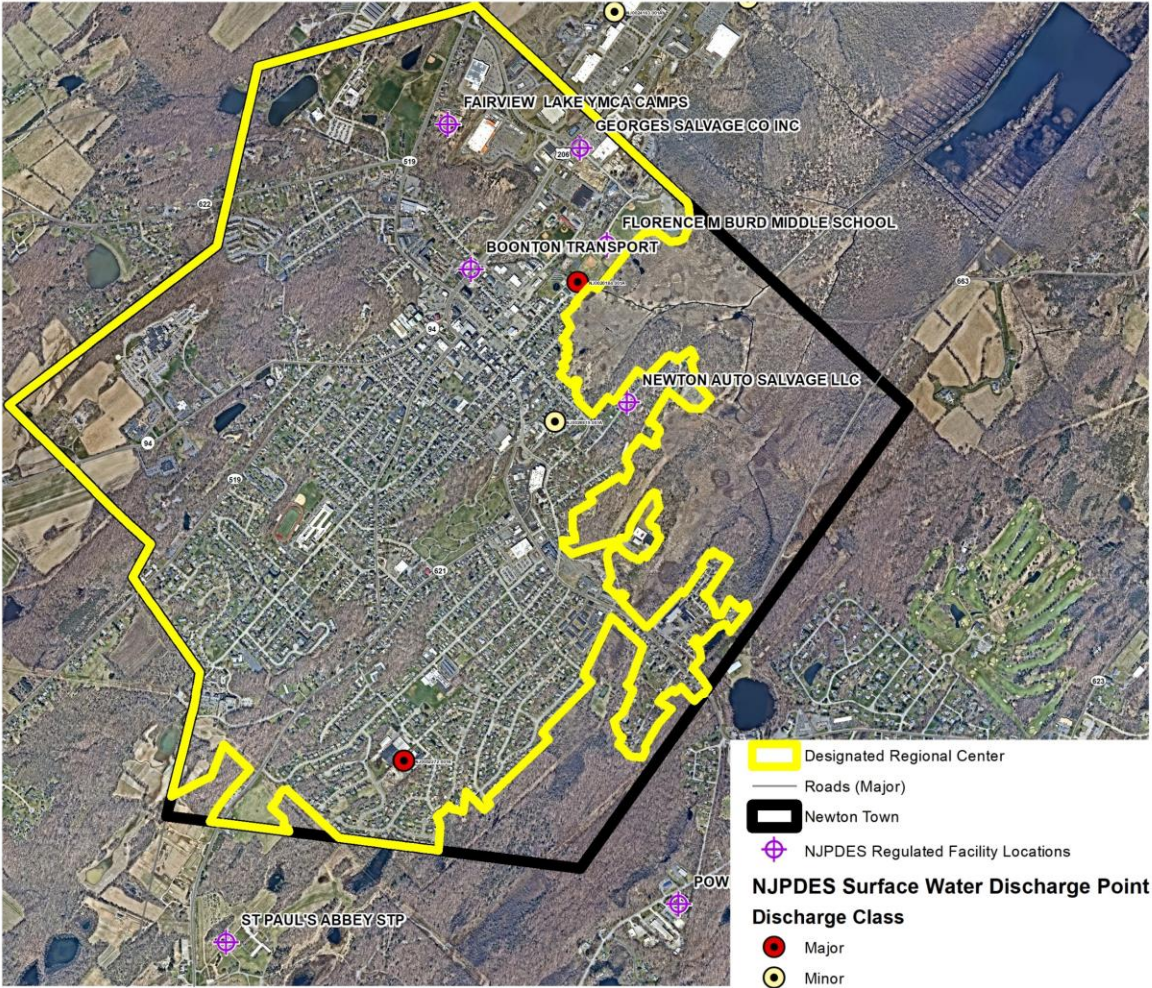 FAIRVIEW LAKE YMCA CAMPS
GEORGES SALVAGE CO INC
206
519
622
FLORENCE M BURD MIDDLE SCHOOL
BOONTON TRANSPORT
663
94
NEWTON AUTO SALVAGE LLC
94
519
621
623
Designated Regional Center
Roads (Major)
Newton Town
NJPDES Regulated Facility Locations
POW
NJPDES Surface Water Discharge Point
Discharge Class
ST PAUL'S ABBEY STP
Major
Minor